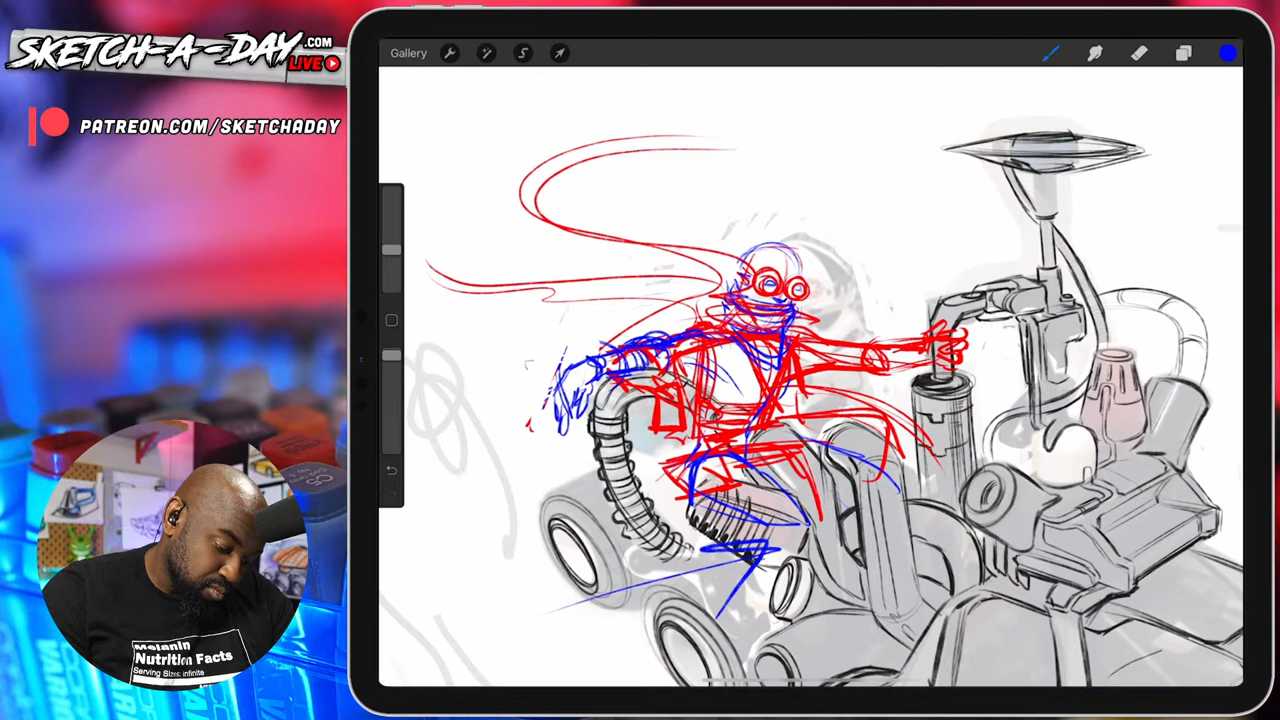 SKETCH-A-DAY.COM
LIVE
PATREON.COM/SKETCHADAY
Gallery
Melanin
Nutrition Facts
Serving Size: Infinite